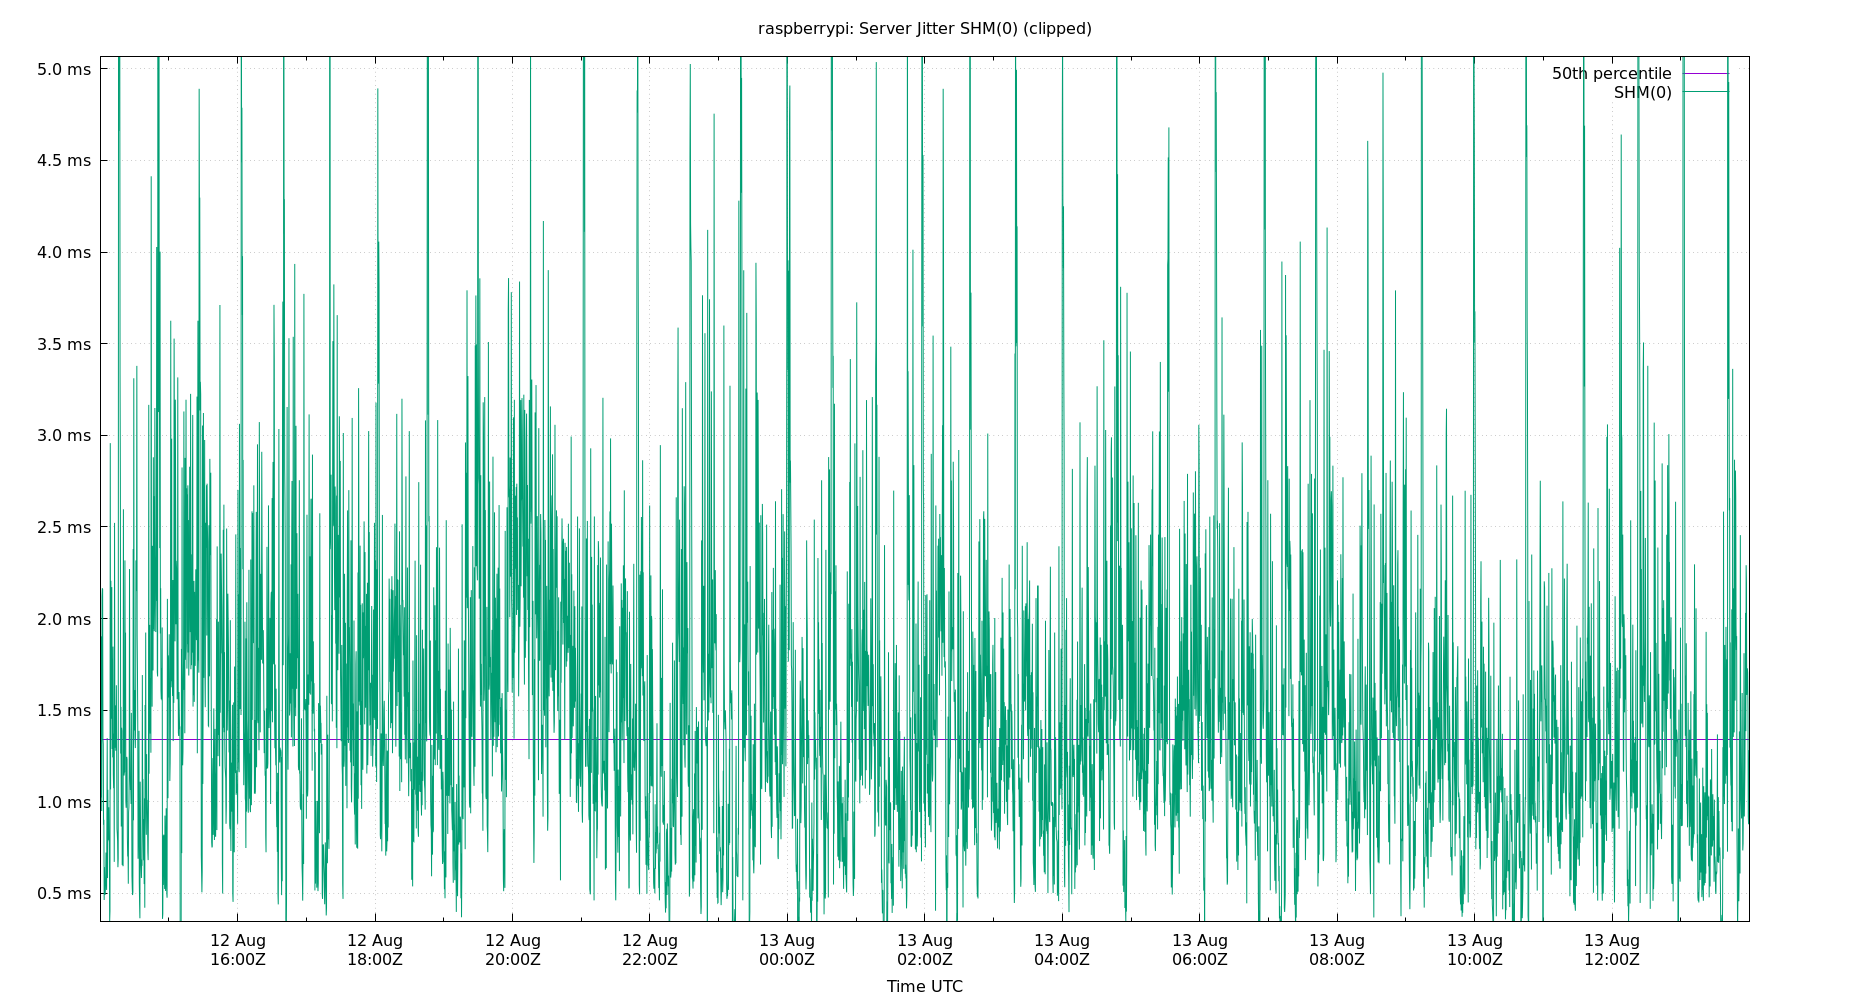 raspberrypi: Server Jitter SHM(0) (clipped)
50th percentile
SHM(0)
5.0 ms
4.5 ms
4.0 ms
3.5 ms
3.0 ms
2.5 ms
2.0 ms
1.5 ms
1.0 ms
0.5 ms
12 Aug 12 Aug 12 Aug 12 Aug 13 Aug 13 Aug 13 Aug 13 Aug 13 Aug 13 Aug 13 Aug
16:00Z 18:00Z 20:00Z 22:00Z 00:00Z 02:00Z 04:00Z 06:00Z 08:00Z 10:00Z 12:00Z
Time UTC